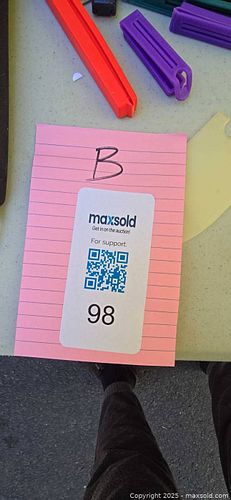 B
maxsold
Get in on the auction!
For support.
98
Copyright © 2025 - maxsold.com